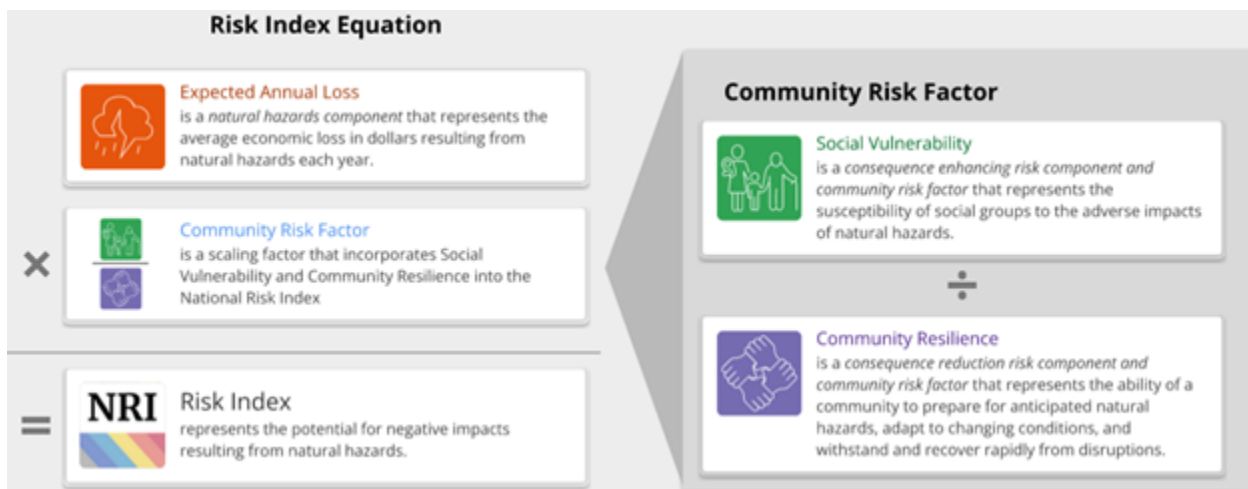 Risk Index Equation
Expected Annual Loss
is a natural hazards component that represents the
average economic loss in dollars resulting from
natural hazards each year.
×
Community Risk Factor
is a scaling factor that incorporates Social
Vulnerability and Community Resilience into the
National Risk Index
=
NRI
Risk Index
represents the potential for negative impacts
resulting from natural hazards.
Community Risk Factor
Social Vulnerability
is a consequence enhancing risk component and
community risk factor that represents the
susceptibility of social groups to the adverse impacts
of natural hazards.
÷
Community Resilience
is a consequence reduction risk component and
community risk factor that represents the ability of a
community to prepare for anticipated natural
hazards, adapt to changing conditions, and
withstand and recover rapidly from disruptions.